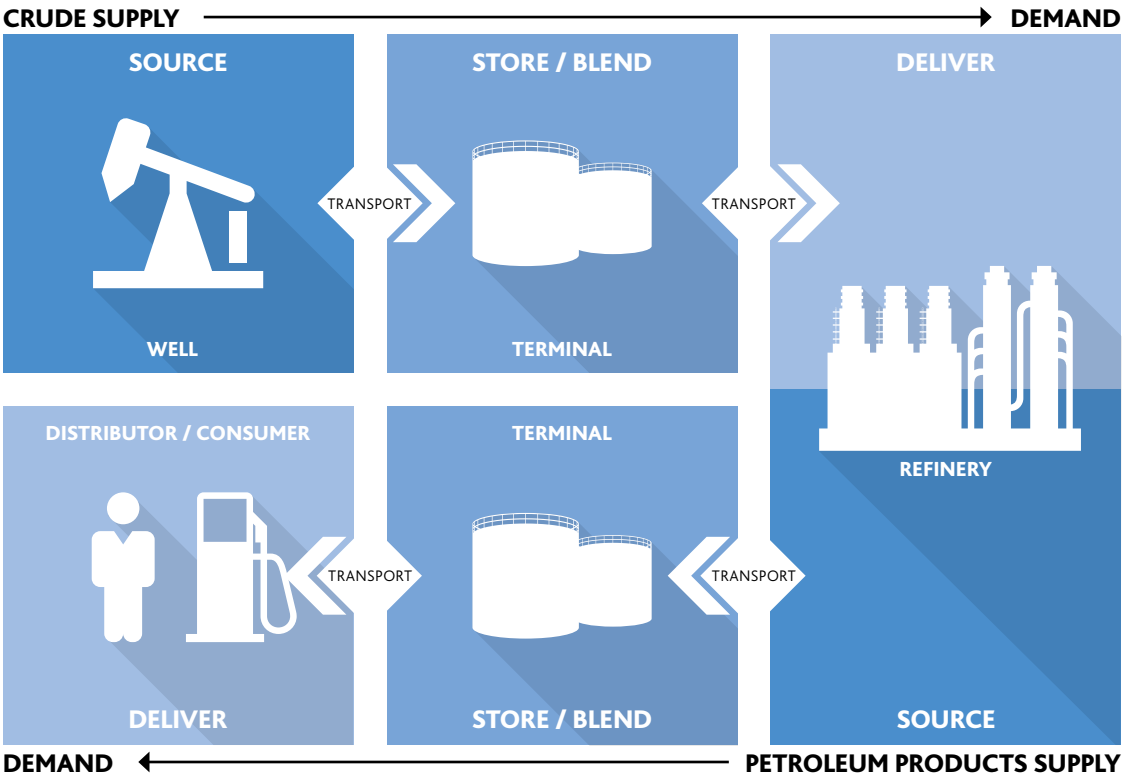 CRUDE SUPPLY
DEMAND
SOURCE
STORE / BLEND
DELIVER
TRANSPORT
TRANSPORT
WELL
TERMINAL
DISTRIBUTOR / CONSUMER
TERMINAL
REFINERY
TRANSPORT
TRANSPORT
DELIVER
STORE / BLEND
SOURCE
DEMAND
PETROLEUM PRODUCTS SUPPLY